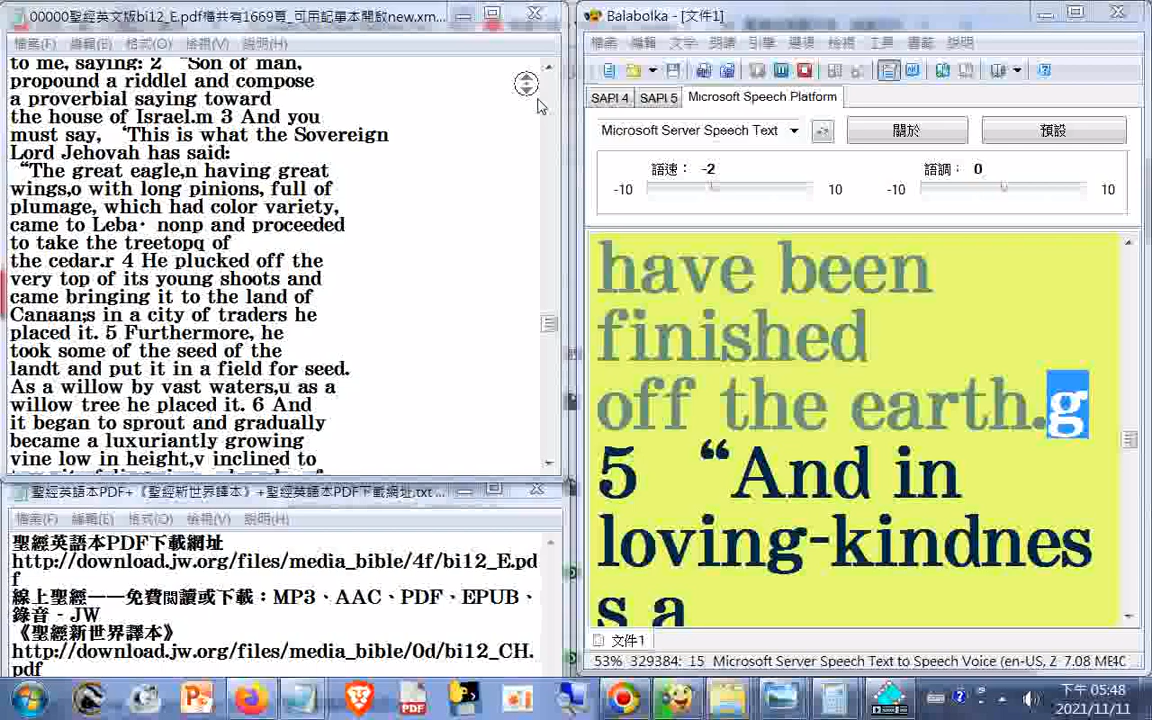 00000聖經英文版bi12_E.pdf檔共有1669頁_可用記事本開啟new.xm...
檔案(F) 編輯(E) 格式(O) 檢視(V) 說明(H)
to me, saying: 2 “Son of man,
propound a riddlel and compose
a proverbial saying toward
the house of Israel.m 3 And you
must say, ‘This is what the Sovereign
Lord Jehovah has said:
“The great eagle,n having great
wings,o with long pinions, full of
plumage, which had color variety,
came to Leba· nonp and proceeded
to take the treetopq of
the cedar.r 4 He plucked off the
very top of its young shoots and
came bringing it to the land of
Canaan;s in a city of traders he
placed it. 5 Furthermore, he
took some of the seed of the
landt and put it in a field for seed.
As a willow by vast waters,u as a
willow tree he placed it. 6 And
it began to sprout and gradually
became a luxuriantly growing
vine low in height,v inclined to
聖經英語本PDF+《聖經新世界譯本》+聖經英語本PDF下載網址.txt ...
檔案(F) 編輯(E) 格式(O) 檢視(V) 說明(H)
聖經英語本PDF下載網址
http://download.jw.org/files/media_bible/4f/bi12_E.pd
f
線上聖經——免費閱讀或下載：MP3、AAC、PDF、EPUB、
錄音 - JW
《聖經新世界譯本》
http://download.jw.org/files/media_bible/0d/bi12_CH.
pdf
Balabolka - [文件1]
檔案 編輯 文字 朗讀 引擎 選項 檢視 工具 書籤 說明
SAPI 4 SAPI 5 Microsoft Speech Platform
Microsoft Server Speech Text 關於 預設
語速： -2 語調： 0
-10 10 -10 10
have been
finished
off the earth.g
5 “And in
loving-kindnes
s a
文件1
53% 329384: 15 Microsoft Server Speech Text to Speech Voice (en-US, Z 7.08 ME
下午 05:48
2021/11/11